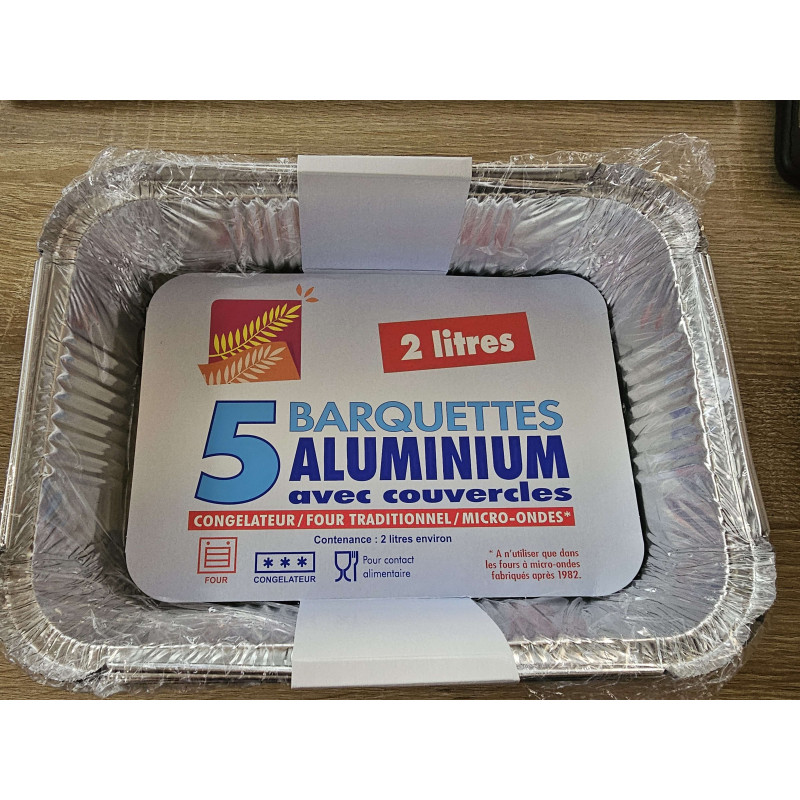 2 litres
5 BARQUETTES
ALUMINIUM
avec couvercles
CONGELATEUR/FOUR TRADITIONNEL/MICRO-ONDES*
Contenance : 2 litres environ
FOUR
***
CONGELATEUR
Pour contact
alimentaire
* A n'utiliser que dans
les fours à micro-ondes
fabriqués après 1982.